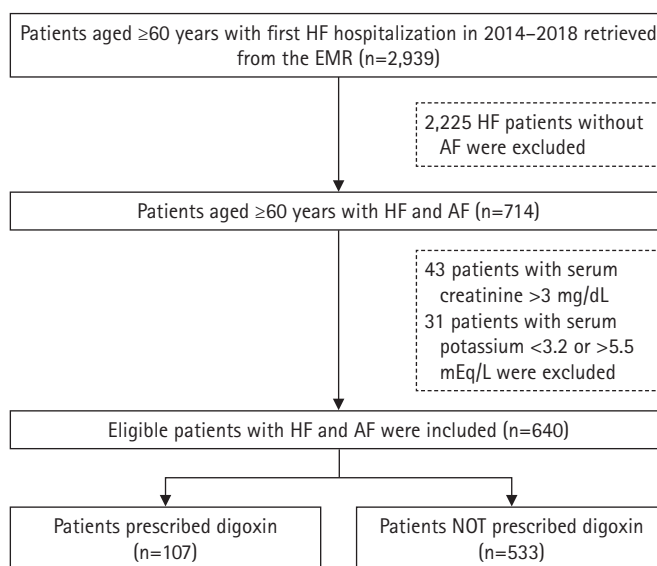 Patients aged ≥60 years with first HF hospitalization in 2014–2018 retrieved
from the EMR (n=2,939)
2,225 HF patients without
AF were excluded
Patients aged ≥60 years with HF and AF (n=714)
43 patients with serum
creatinine >3 mg/dL
31 patients with serum
potassium <3.2 or >5.5
mEq/L were excluded
Eligible patients with HF and AF were included (n=640)
Patients prescribed digoxin
(n=107)
Patients NOT prescribed digoxin
(n=533)